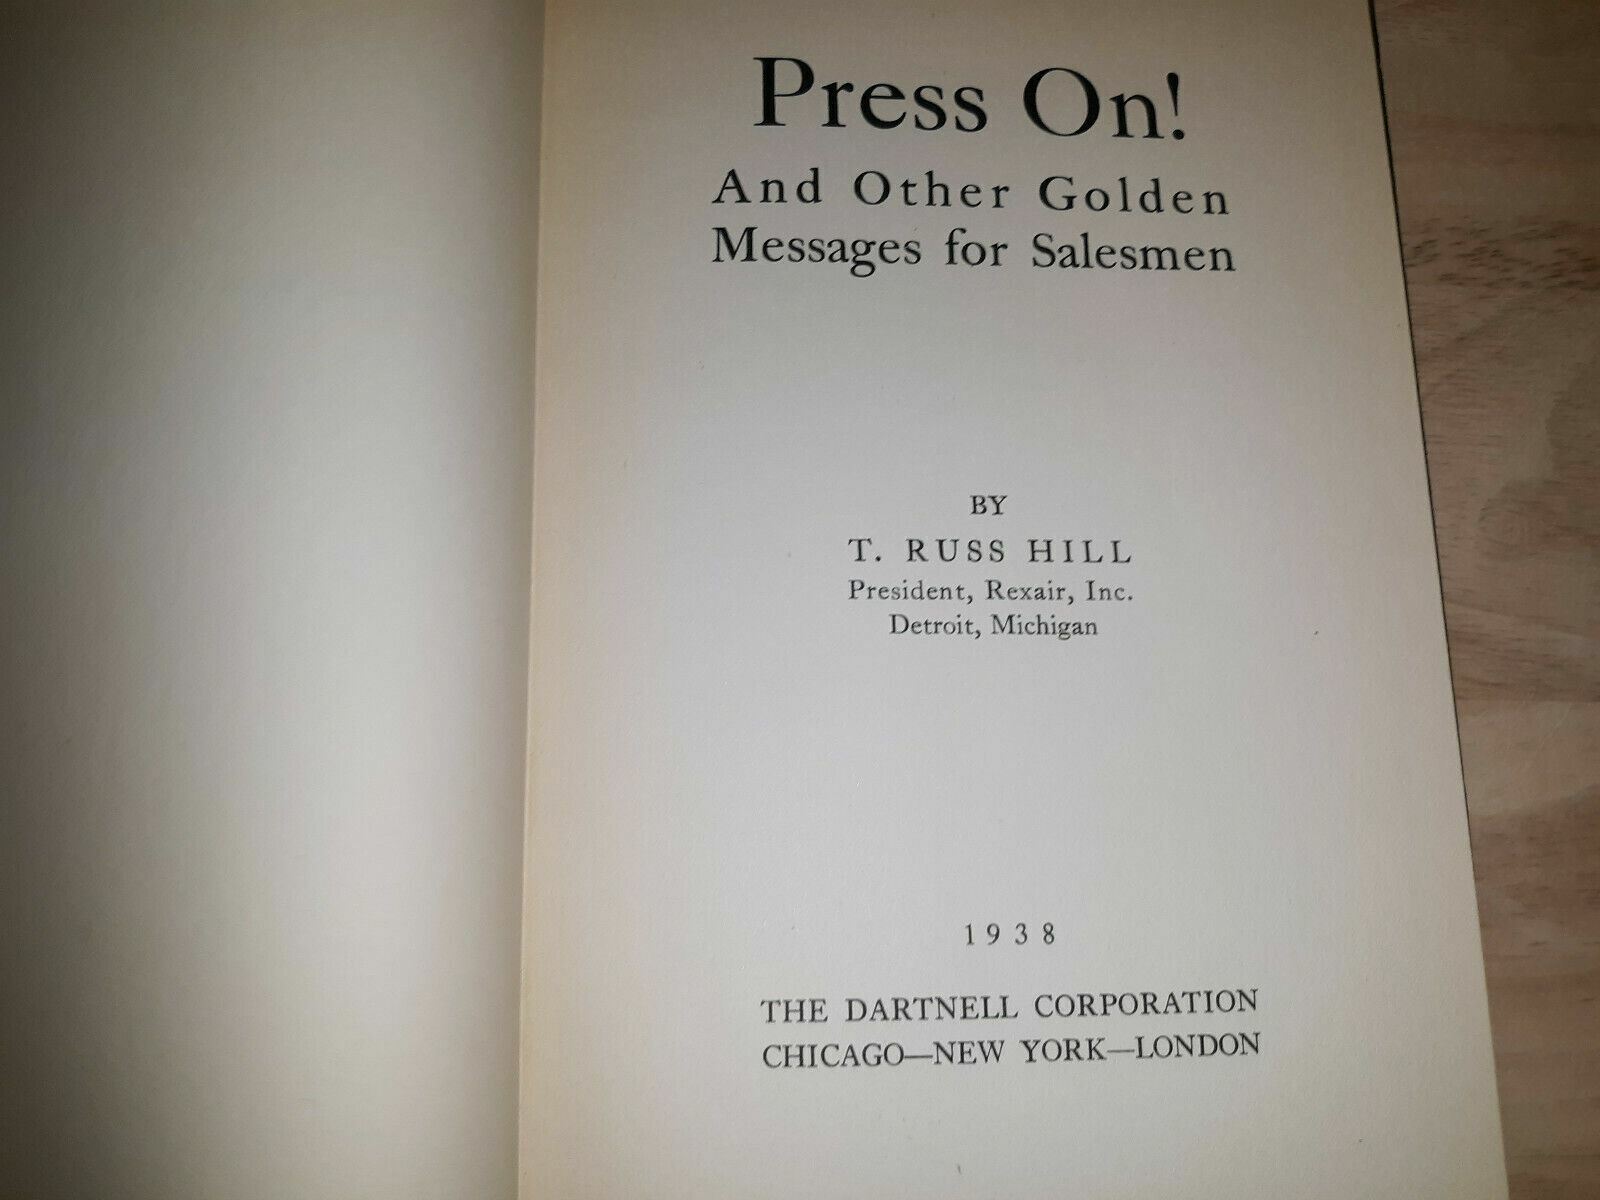 Press On!
And Other Golden
Messages for Salesmen
BY
T. RUSS HILL
President, Rexair, Inc.
Detroit, Michigan
1938
THE DARTNELL CORPORATION
CHICAGO—NEW YORK—LONDON